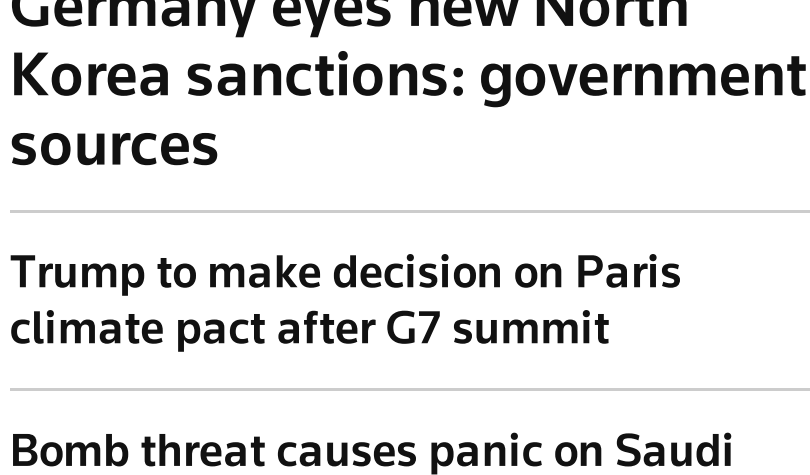 Germany eyes new North
Korea sanctions: government
sources
Trump to make decision on Paris
climate pact after G7 summit
Bomb threat causes panic on Saudi